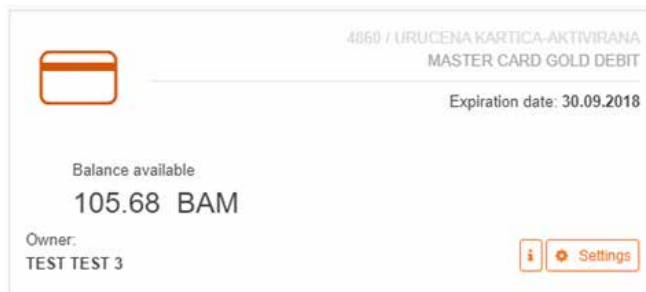 4860 / URUCENA KARTICA-AKTIVIRANA
MASTER CARD GOLD DEBIT
Expiration date: 30.09.2018
Balance available
105.68 BAM
Owner:
TEST TEST 3
i Settings